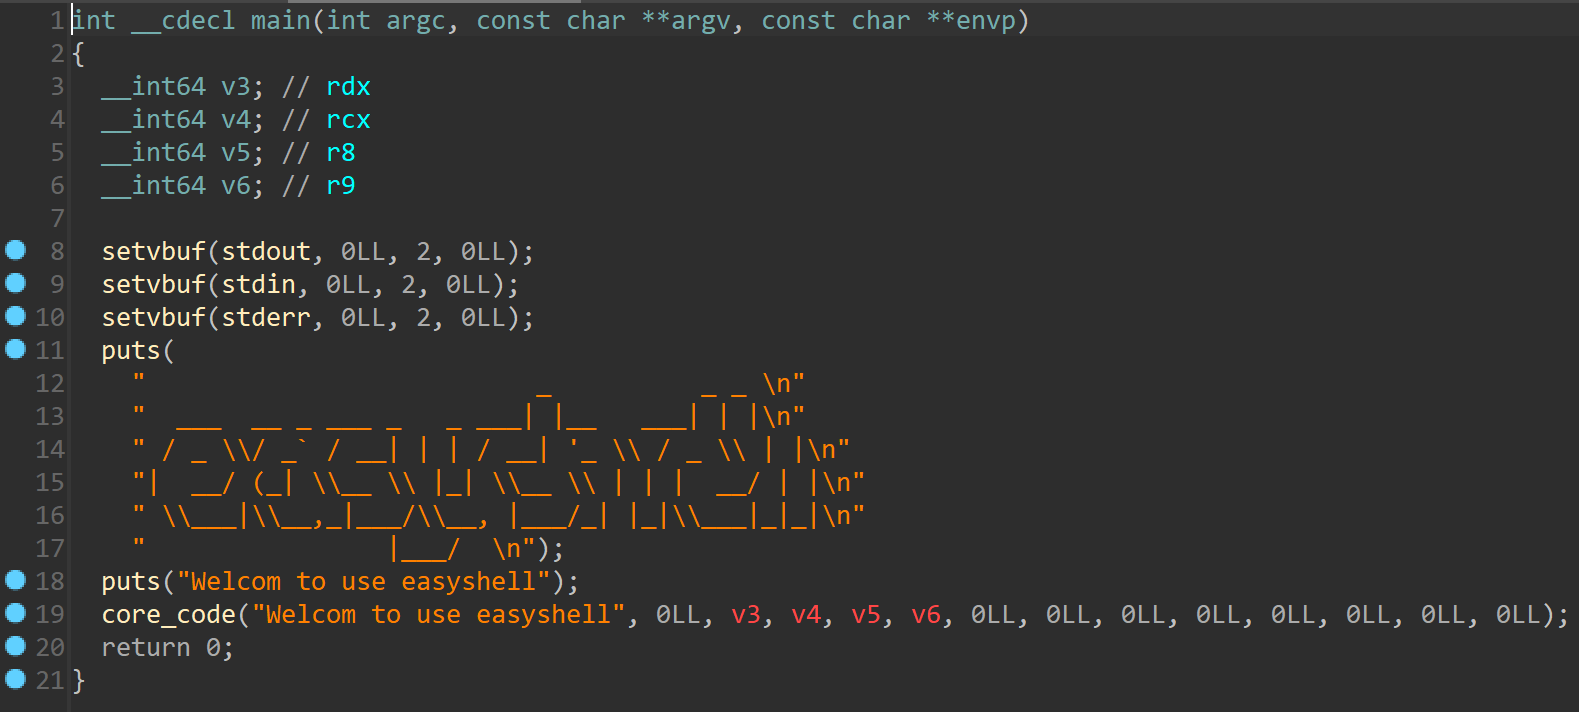 1 int __cdecl main(int argc, const char **argv, const char **envp)
2 {
3   __int64 v3; // rdx
4   __int64 v4; // rcx
5   __int64 v5; // r8
6   __int64 v6; // r9
7
8   setvbuf(stdout, 0LL, 2, 0LL);
9   setvbuf(stdin, 0LL, 2, 0LL);
10   setvbuf(stderr, 0LL, 2, 0LL);
11   puts(
12     "                          _          _ _ \n"
13     "  ___  __ _ ___ _   _ ___| |__   ___| | |\n"
14     " / _ \\/ _` / __| | | / __| '_ \\ / _ \\ | |\n"
15     "|  __/ (_| \\__ \\ |_| \\__ \\ | | |  __/ | |\n"
16     " \\___|\\__,_|___/\\__, |___/_| |_|\\___|_|_|\n"
17     "                |___/  \n");
18   puts("Welcom to use easyshell");
19   core_code("Welcom to use easyshell", 0LL, v3, v4, v5, v6, 0LL, 0LL, 0LL, 0LL, 0LL, 0LL, 0LL, 0LL);
20   return 0;
21 }